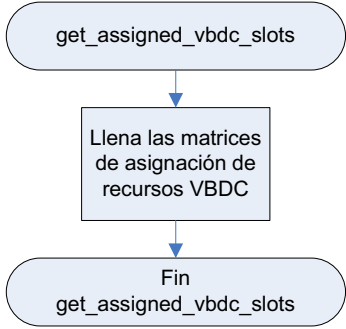 get_assigned_vbdc_slots
Llena las matrices
de asignación de
recursos VBDC
Fin
get_assigned_vbdc_slots